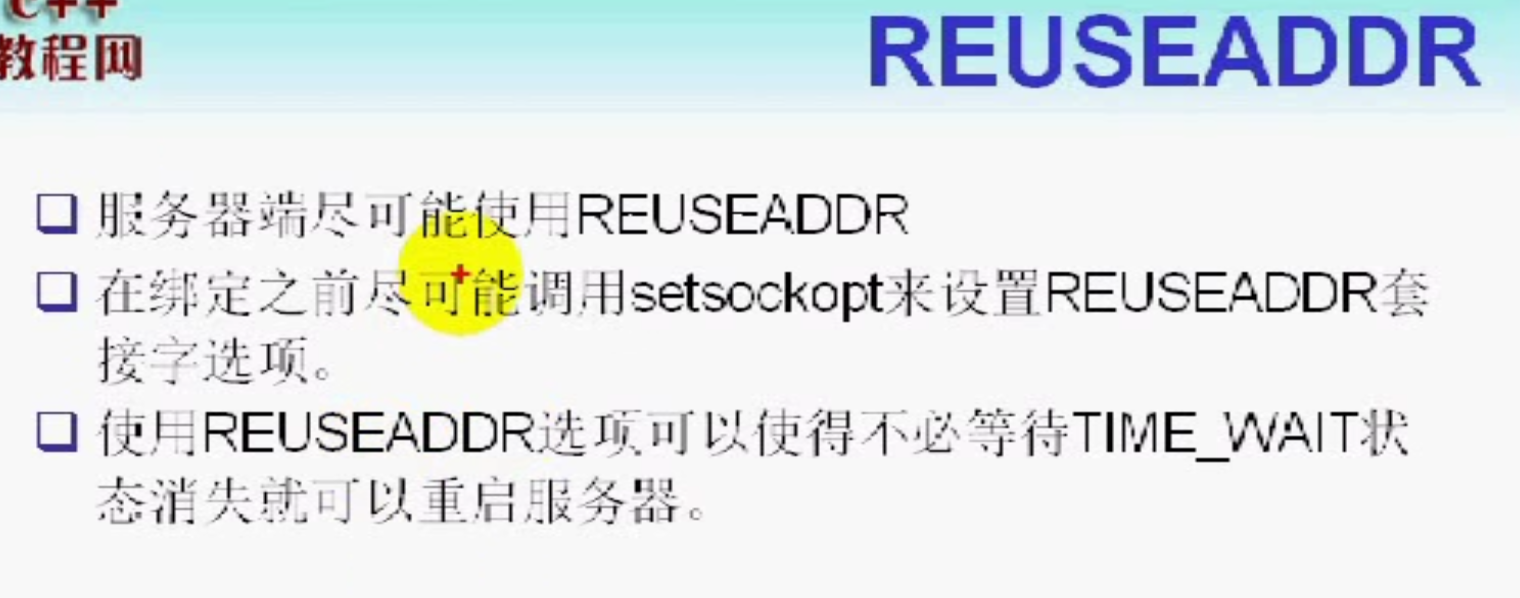 c++
教程网
REUSEADDR
服务器端尽可能使用REUSEADDR
在绑定之前尽可能调用setsockopt来设置REUSEADDR套
接字选项。
使用REUSEADDR选项可以使得不必等待TIME_WAIT状
态消失就可以重启服务器。